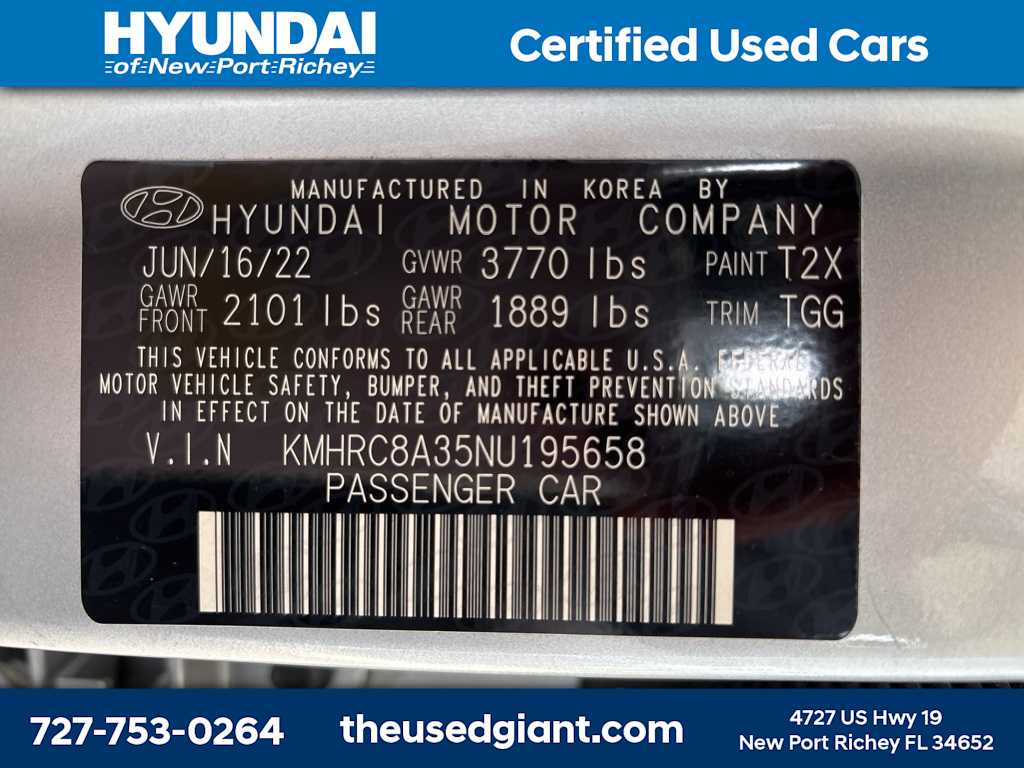 HYUNDAI
of New Port Richey
Certified Used Cars
MANUFACTURED IN KOREA BY
HYUNDAI MOTOR COMPANY
JUN/16/22 GVWR 3770 lbs PAINT T2X
GAWR FRONT 2101 lbs GAWR REAR 1889 lbs TRIM TGG
THIS VEHICLE CONFORMS TO ALL APPLICABLE U.S.A. FEDERAL
MOTOR VEHICLE SAFETY, BUMPER, AND THEFT PREVENTION STANDARDS
IN EFFECT ON THE DATE OF MANUFACTURE SHOWN ABOVE
V.I.N KMHRC8A35NU195658
PASSENGER CAR
727-753-0264
theusedgiant.com
4727 US Hwy 19
New Port Richey FL 34652